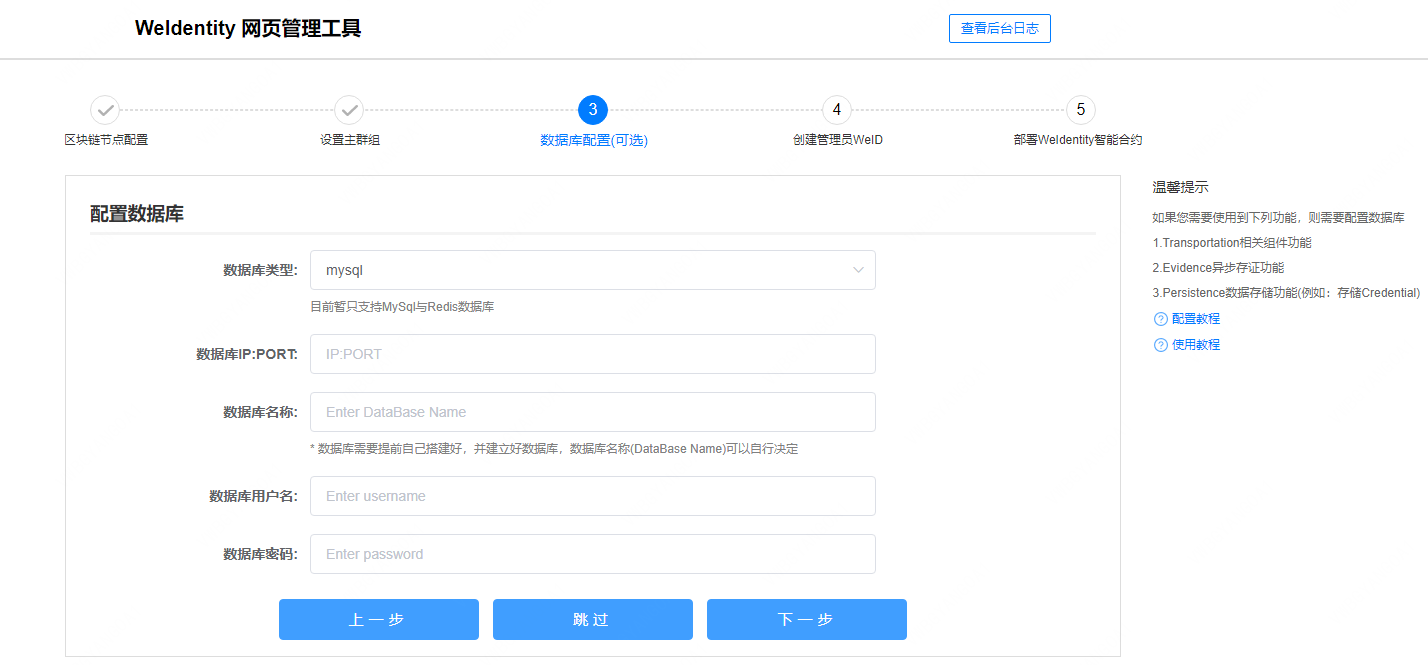 WeIdentity 网页管理工具
查看后台日志
3
4
5
区块链节点配置
设置主群组
数据库配置(可选)
创建管理员WeID
部署WeIdentity智能合约
配置数据库
数据库类型:
mysql
目前暂只支持MySql与Redis数据库
数据库IP:PORT:
IP:PORT
数据库名称:
Enter DataBase Name
* 数据库需要提前自己搭建好，并建立好数据库，数据库名称(DataBase Name)可以自行决定
数据库用户名:
Enter username
数据库密码:
Enter password
上一步
跳过
下一步
温馨提示
如果您需要使用到下列功能，则需要配置数据库
1.Transportation相关组件功能
2.Evidence异步存证功能
3.Persistence数据存储功能(例如：存储Credential)
? 配置教程
? 使用教程